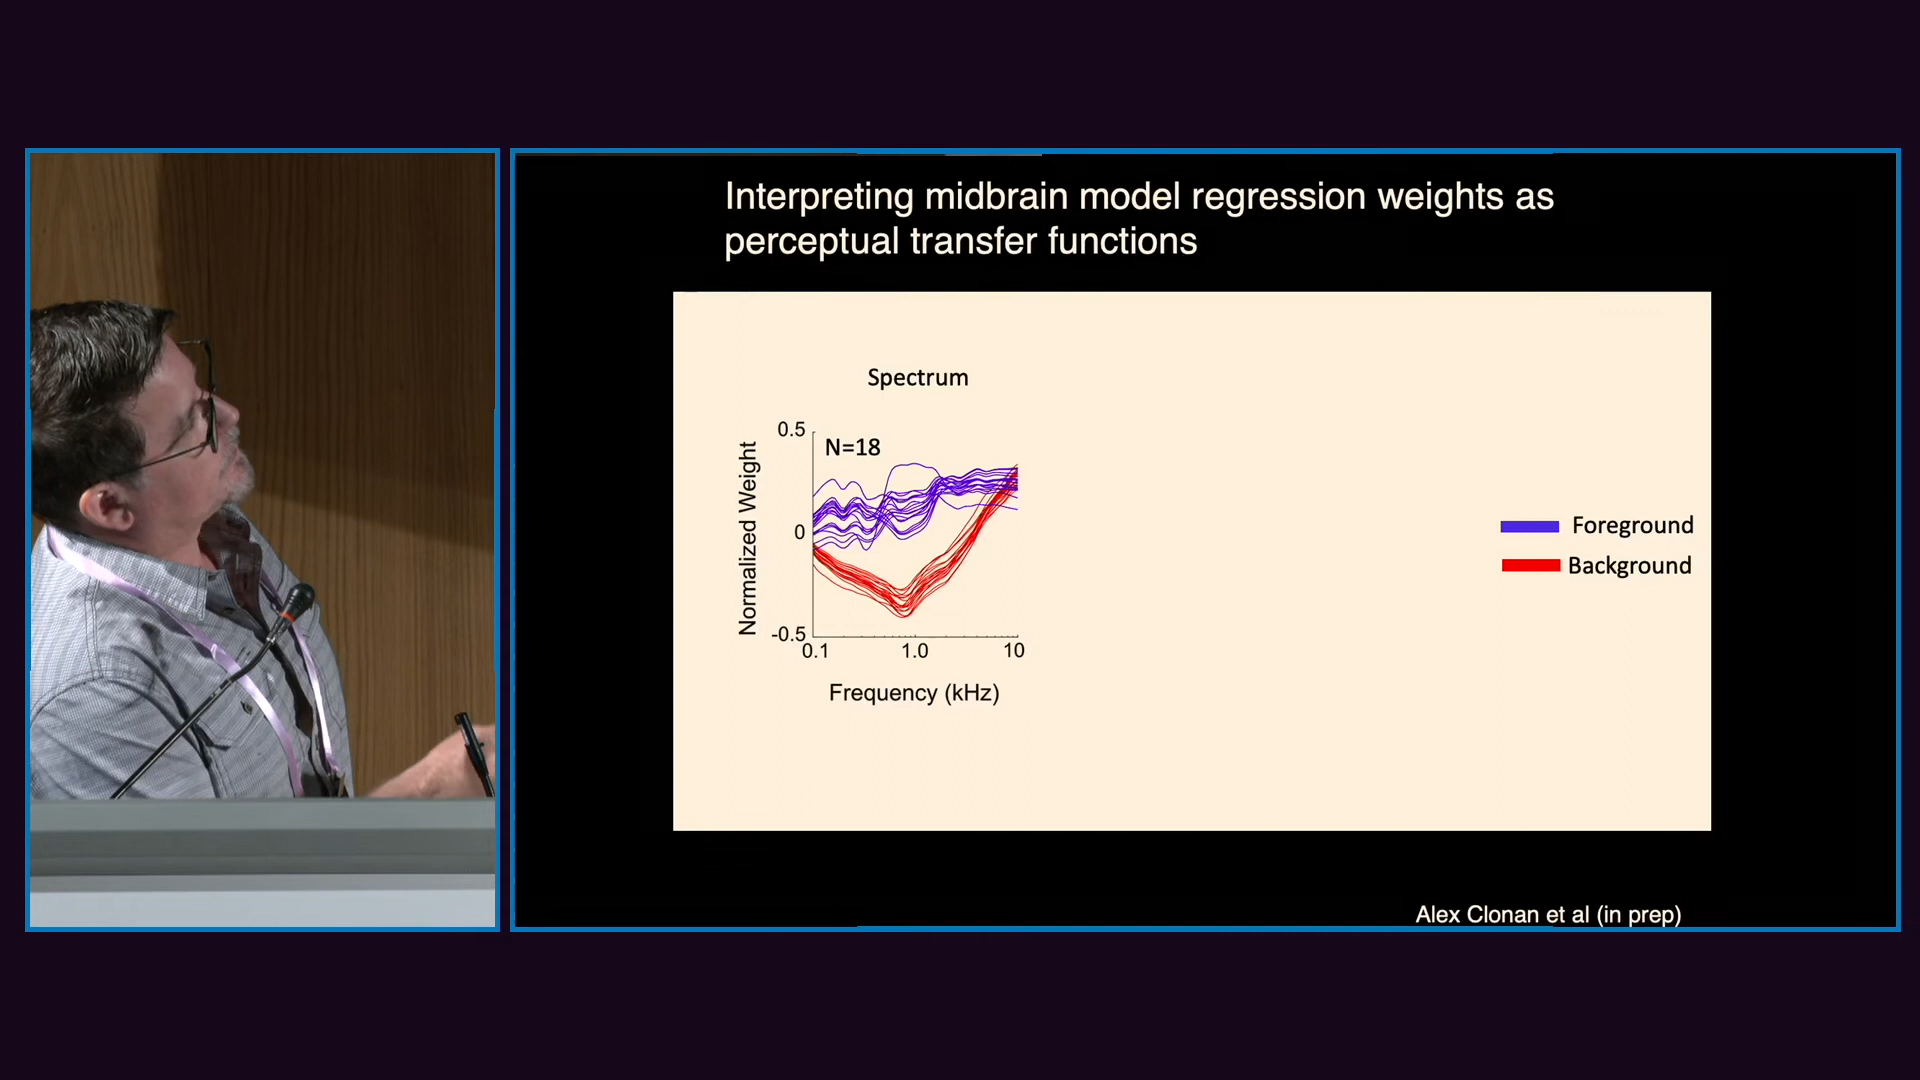 Interpreting midbrain model regression weights as
perceptual transfer functions
Spectrum
0.5
N=18
Normalized Weight
0
-0.5
0.1
1.0
10
Frequency (kHz)
Foreground
Background
Alex Clonan et al (in prep)